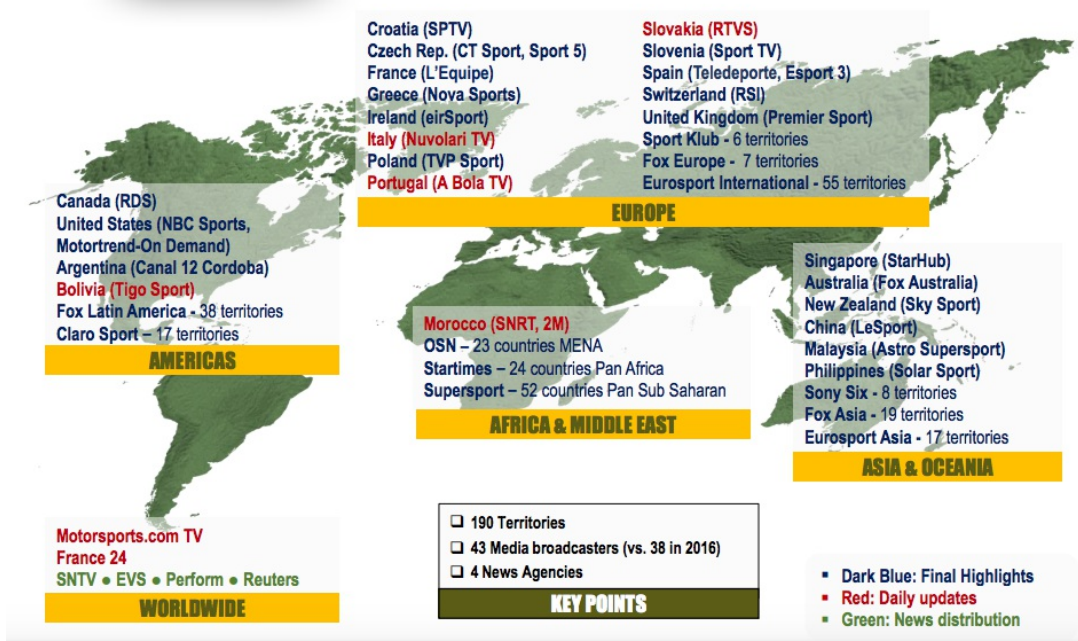 Croatia (SPTV)
Czech Rep. (CT Sport, Sport 5)
France (L'Equipe)
Greece (Nova Sports)
Ireland (eirSport)
Italy (Nuvolari TV)
Poland (TVP Sport)
Portugal (A Bola TV)
Slovakia (RTVS)
Slovenia (Sport TV)
Spain (Teledeporte, Esport 3)
Switzerland (RSI)
United Kingdom (Premier Sport)
Sport Klub - 6 territories
Fox Europe - 7 territories
Eurosport International - 55 territories
EUROPE
Canada (RDS)
United States (NBC Sports,
Motortrend-On Demand)
Argentina (Canal 12 Cordoba)
Bolivia (Tigo Sport)
Fox Latin America - 38 territories
Claro Sport – 17 territories
AMERICAS
Morocco (SNRT, 2M)
OSN – 23 countries MENA
Startimes – 24 countries Pan Africa
Supersport – 52 countries Pan Sub Saharan
AFRICA & MIDDLE EAST
Singapore (StarHub)
Australia (Fox Australia)
New Zealand (Sky Sport)
China (LeSport)
Malaysia (Astro Supersport)
Philippines (Solar Sport)
Sony Six - 8 territories
Fox Asia - 19 territories
Eurosport Asia - 17 territories
ASIA & OCEANIA
Motorsports.com TV
France 24
SNTV ● EVS ● Perform ● Reuters
WORLDWIDE
❑ 190 Territories
❑ 43 Media broadcasters (vs. 38 in 2016)
❑ 4 News Agencies
KEY POINTS
▪ Dark Blue: Final Highlights
▪ Red: Daily updates
▪ Green: News distribution